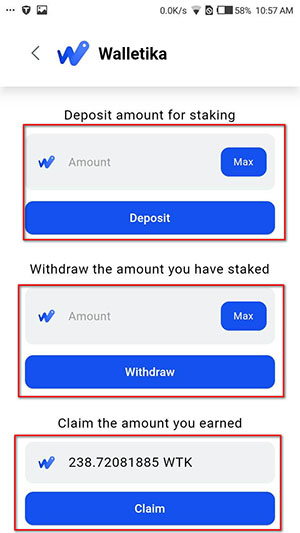 0.0K/s 58% 10:57 AM
Walletika
Deposit amount for staking
Amount Max
Deposit
Withdraw the amount you have staked
Amount Max
Withdraw
Claim the amount you earned
238.72081885 WTK
Claim